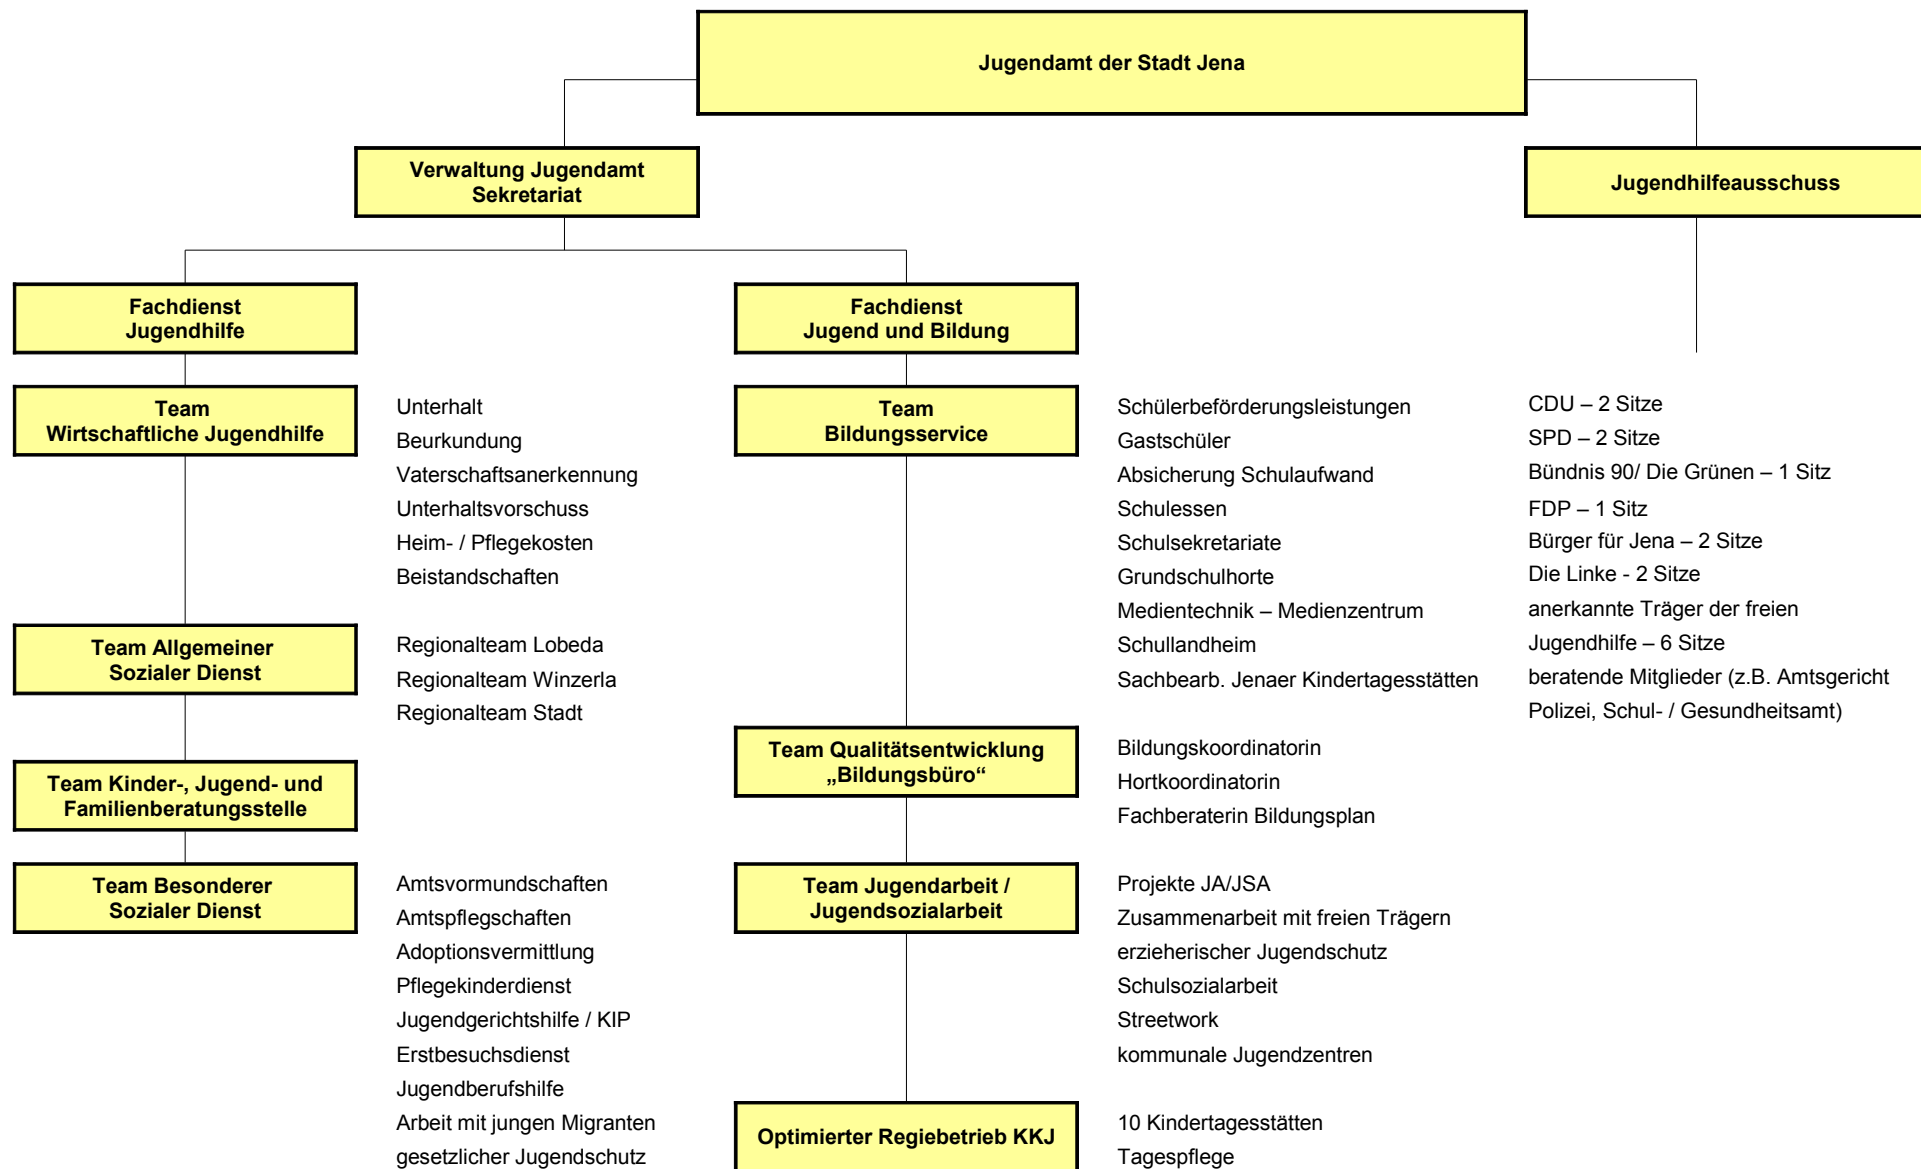 Jugendamt der Stadt Jena
Verwaltung Jugendamt
Sekretariat
Jugendhilfeausschuss
Fachdienst
Jugendhilfe
Fachdienst
Jugend und Bildung
Team
Wirtschaftliche Jugendhilfe
Unterhalt
Beurkundung
Vaterschaftsanerkennung
Unterhaltsvorschuss
Heim- / Pflegekosten
Beistandschaften
Team Allgemeiner
Sozialer Dienst
Regionalteam Lobeda
Regionalteam Winzerla
Regionalteam Stadt
Team Kinder-, Jugend- und
Familienberatungsstelle
Team Besonderer
Sozialer Dienst
Amtsvormundschaften
Amtspflegschaften
Adoptionsvermittlung
Pflegekinderdienst
Jugendgerichtshilfe / KIP
Erstbesuchsdienst
Jugendberufshilfe
Arbeit mit jungen Migranten
gesetzlicher Jugendschutz
Team
Bildungsservice
Schülerbeförderungsleistungen
Gastschüler
Absicherung Schulaufwand
Schulessen
Schulsekretariate
Grundschulhorte
Medientechnik – Medienzentrum
Schullandheim
Sachbearb. Jenaer Kindertagesstätten
Team Qualitätsentwicklung
„Bildungsbüro“
Bildungskoordinatorin
Hortkoordinatorin
Fachberaterin Bildungsplan
Team Jugendarbeit /
Jugendsozialarbeit
Projekte JA/JSA
Zusammenarbeit mit freien Trägern
erzieherischer Jugendschutz
Schulsozialarbeit
Streetwork
kommunale Jugendzentren
Optimierter Regiebetrieb KKJ
10 Kindertagesstätten
Tagespflege
CDU – 2 Sitze
SPD – 2 Sitze
Bündnis 90/ Die Grünen – 1 Sitz
FDP – 1 Sitz
Bürger für Jena – 2 Sitze
Die Linke - 2 Sitze
anerkannte Träger der freien
Jugendhilfe – 6 Sitze
beratende Mitglieder (z.B. Amtsgericht
Polizei, Schul- / Gesundheitsamt)